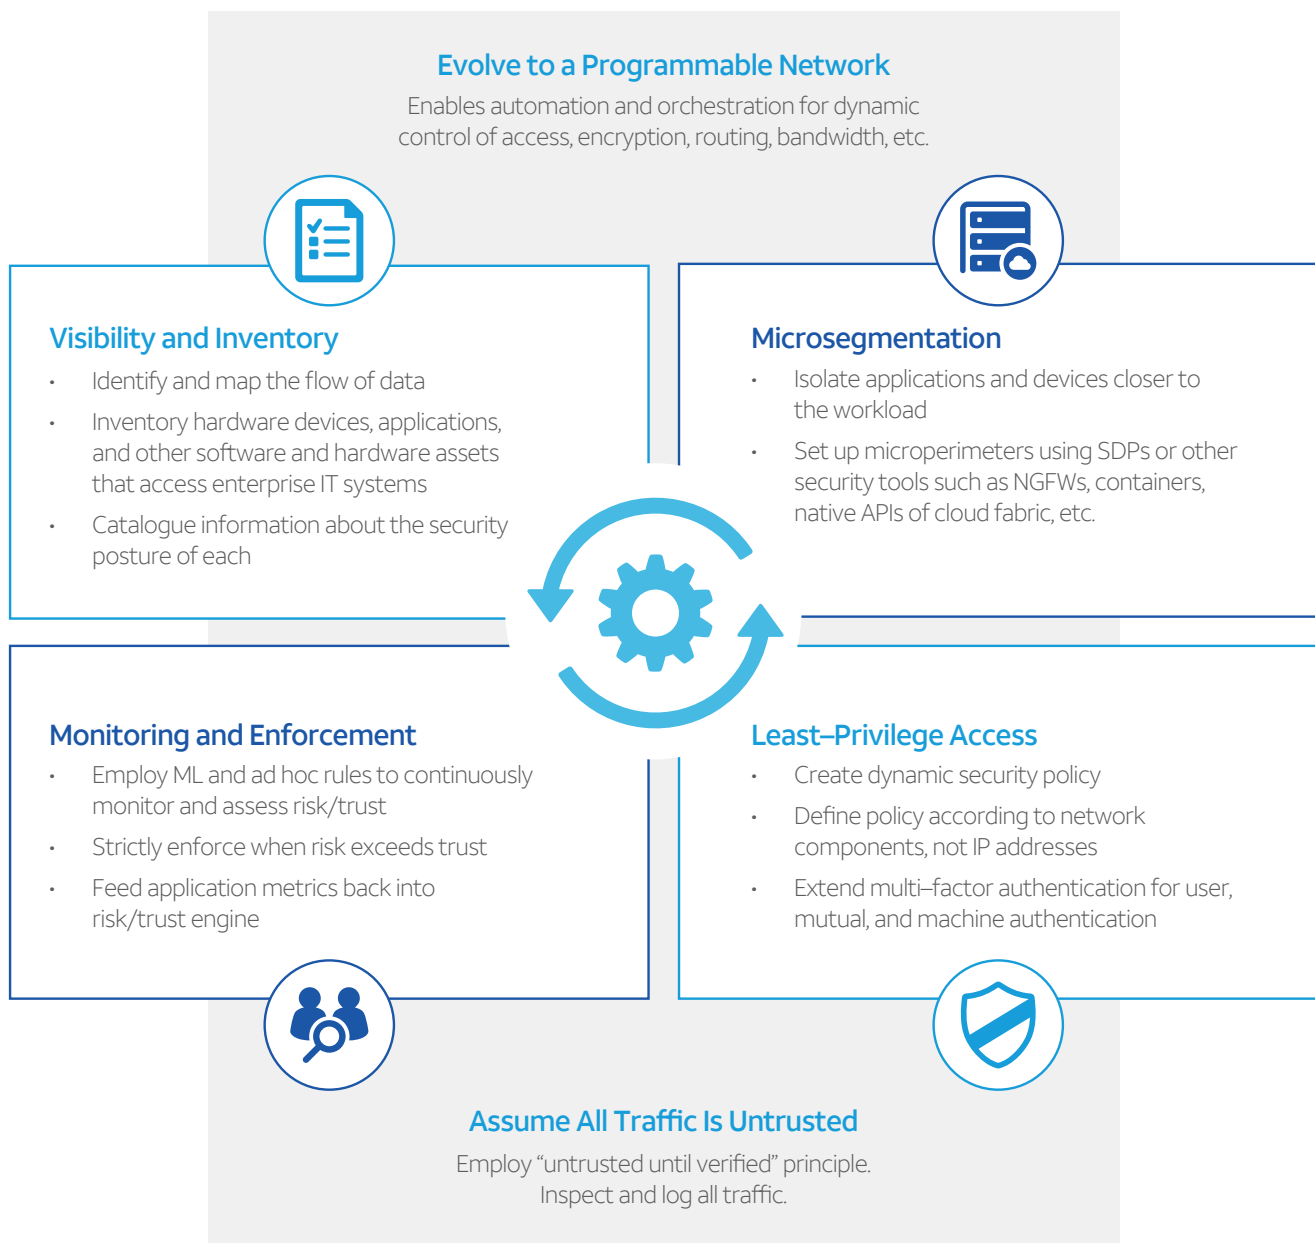 Evolve to a Programmable Network
Enables automation and orchestration for dynamic
control of access, encryption, routing, bandwidth, etc.
Visibility and Inventory
• Identify and map the flow of data
• Inventory hardware devices, applications,
and other software and hardware assets
that access enterprise IT systems
• Catalogue information about the security
posture of each
Microsegmentation
• Isolate applications and devices closer to
the workload
• Set up microperimeters using SDPs or other
security tools such as NGFWs, containers,
native APIs of cloud fabric, etc.
Monitoring and Enforcement
• Employ ML and ad hoc rules to continuously
monitor and assess risk/trust
• Strictly enforce when risk exceeds trust
• Feed application metrics back into
risk/trust engine
Least–Privilege Access
• Create dynamic security policy
• Define policy according to network
components, not IP addresses
• Extend multi–factor authentication for user,
mutual, and machine authentication
Assume All Traffic Is Untrusted
Employ “untrusted until verified” principle.
Inspect and log all traffic.